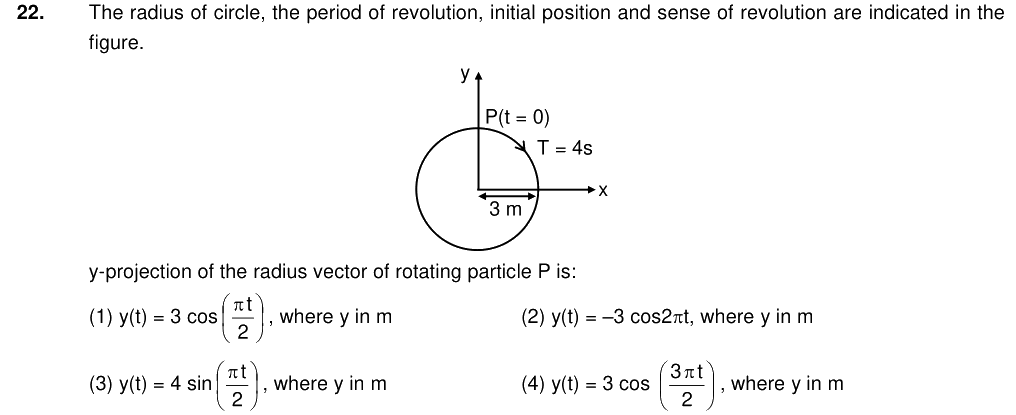 22. The radius of circle, the period of revolution, initial position and sense of revolution are indicated in the
figure.
y
P(t = 0)
T = 4s
x
3 m
y-projection of the radius vector of rotating particle P is:
(1) y(t) = 3 cos(πt/2), where y in m (2) y(t) = –3 cos2πt, where y in m
(3) y(t) = 4 sin(πt/2), where y in m (4) y(t) = 3 cos (3πt/2), where y in m